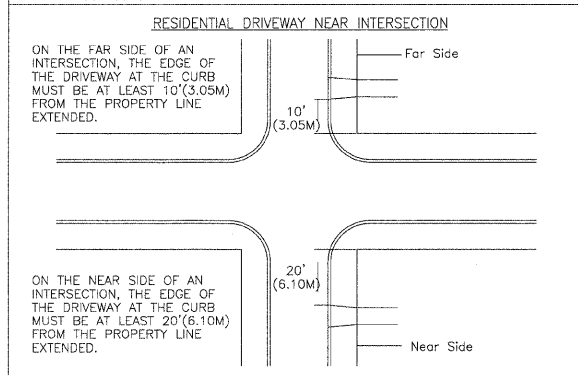 RESIDENTIAL DRIVEWAY NEAR INTERSECTION
ON THE FAR SIDE OF AN
INTERSECTION, THE EDGE OF
THE DRIVEWAY AT THE CURB
MUST BE AT LEAST 10'(3.05M)
FROM THE PROPERTY LINE
EXTENDED.
Far Side
10'
(3.05M)
20'
(6.10M)
ON THE NEAR SIDE OF AN
INTERSECTION, THE EDGE OF
THE DRIVEWAY AT THE CURB
MUST BE AT LEAST 20'(6.10M)
FROM THE PROPERTY LINE
EXTENDED.
Near Side